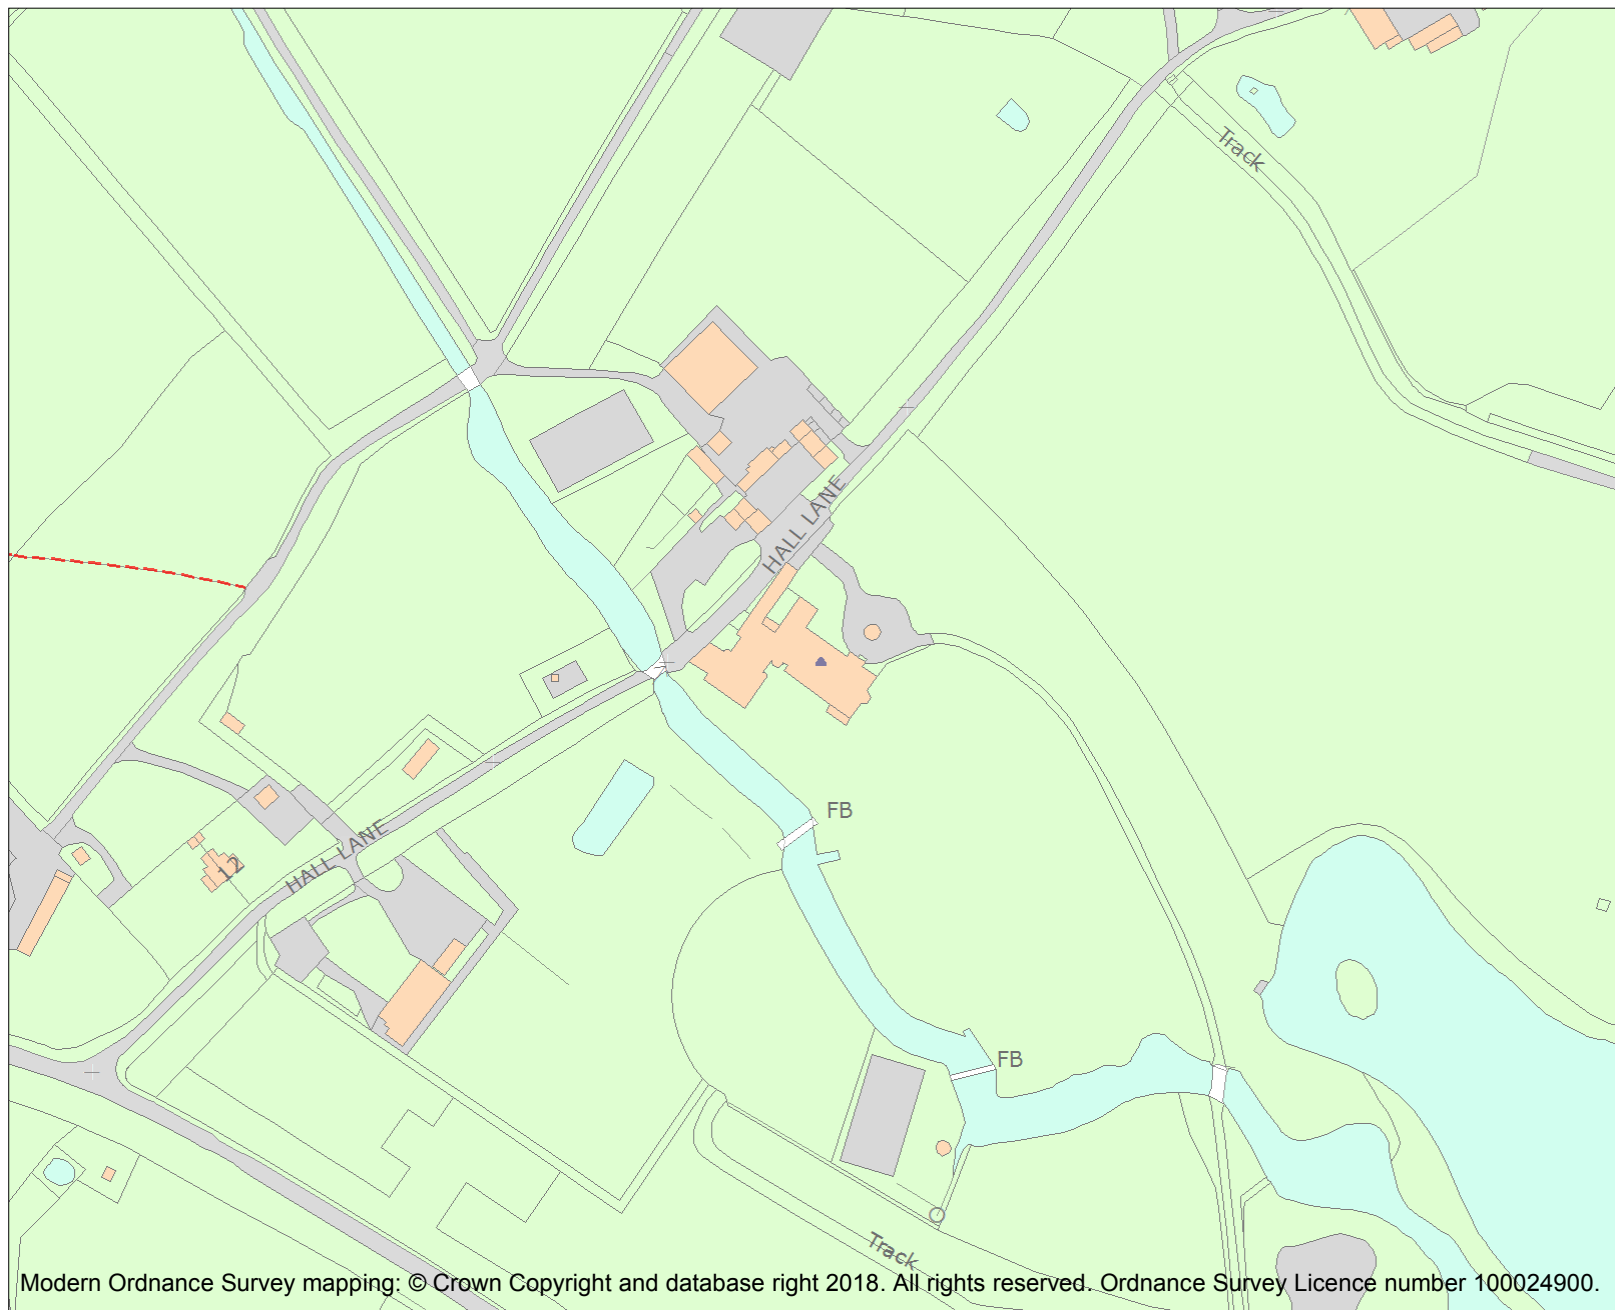 Track
HALL LANE
FB
HALL LANE
12
FB
Track
Modern Ordnance Survey mapping: © Crown Copyright and database right 2018. All rights reserved. Ordnance Survey Licence number 100024900.